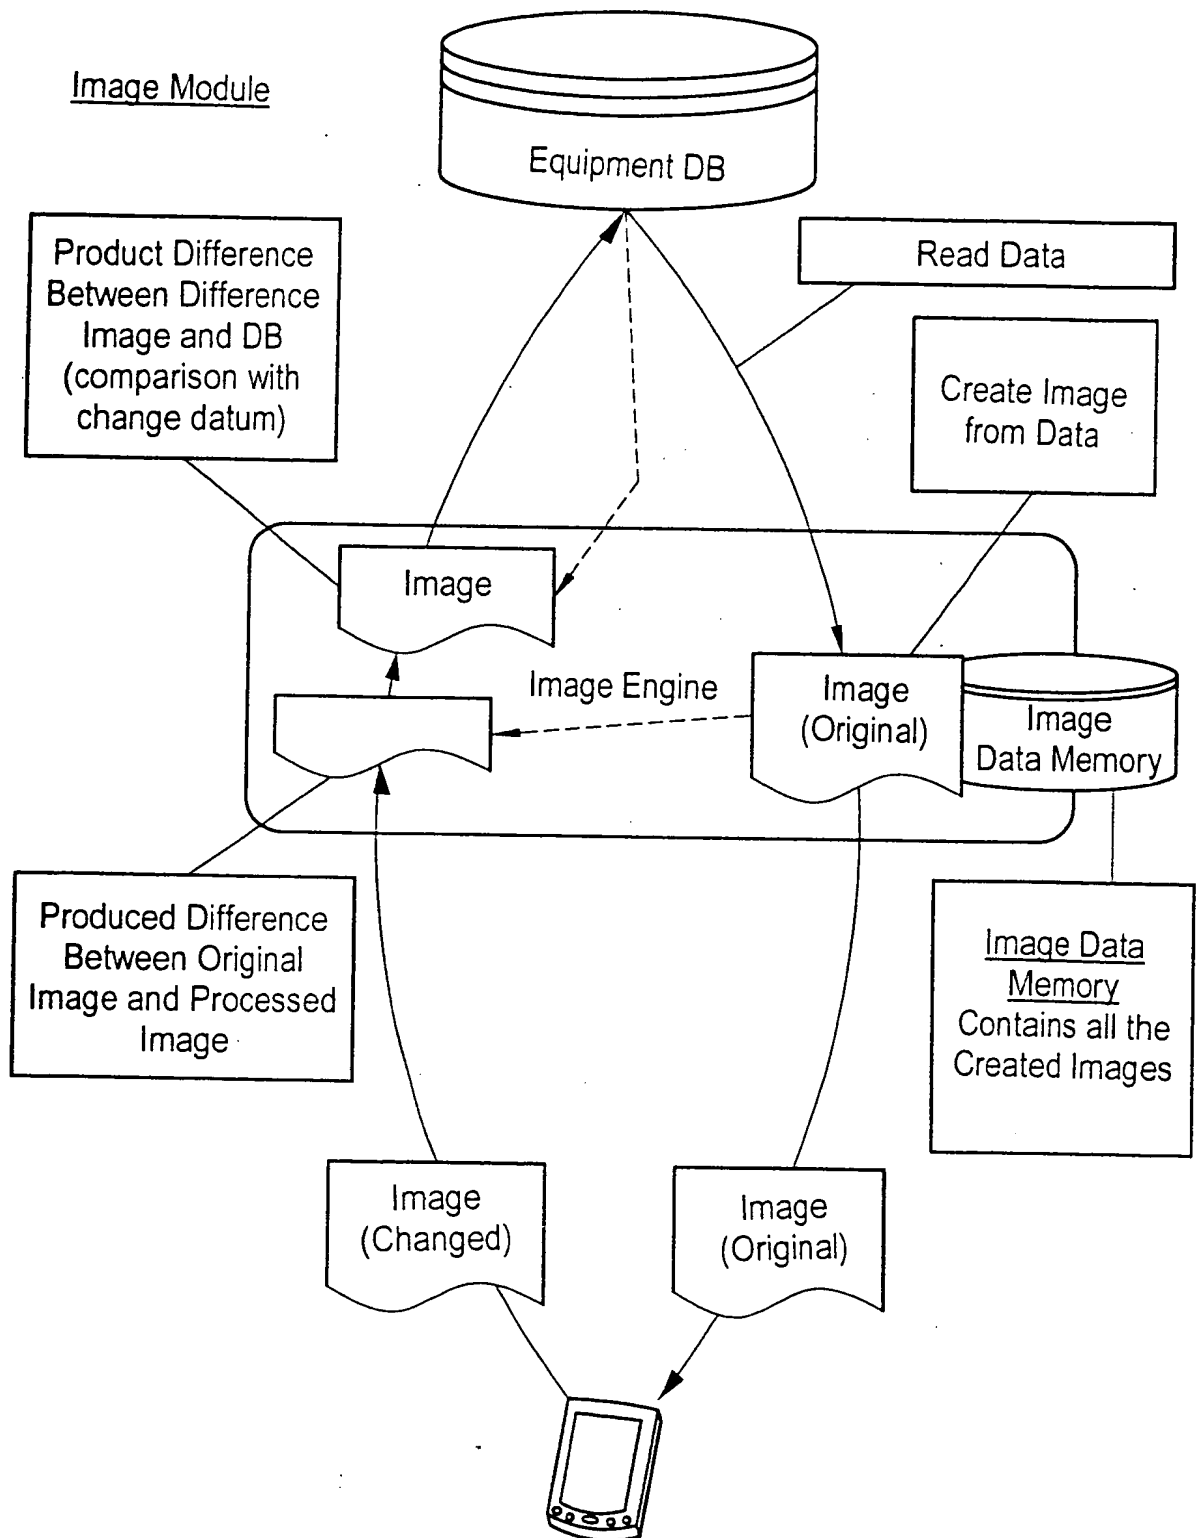 Image Module
Equipment DB
Product Difference
Between Difference
Image and DB
(comparison with
change datum)
Read Data
Create Image
from Data
Image
Image Engine
Image
(Original)
Image
Data Memory
Produced Difference
Between Original
Image and Processed
Image
Image Data
Memory
Contains all the
Created Images
Image
(Changed)
Image
(Original)